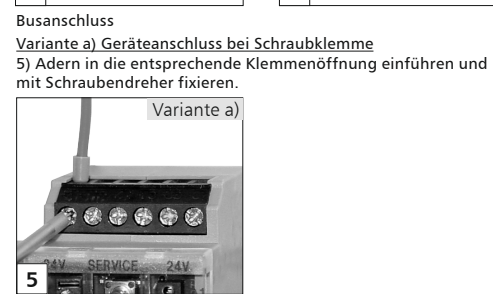 Busanschluss
Variante a) Geräteanschluss bei Schraubklemme
5) Adern in die entsprechende Klemmenöffnung einführen und
mit Schraubendreher fixieren.
Variante a)
24V SERVICE 24V
5